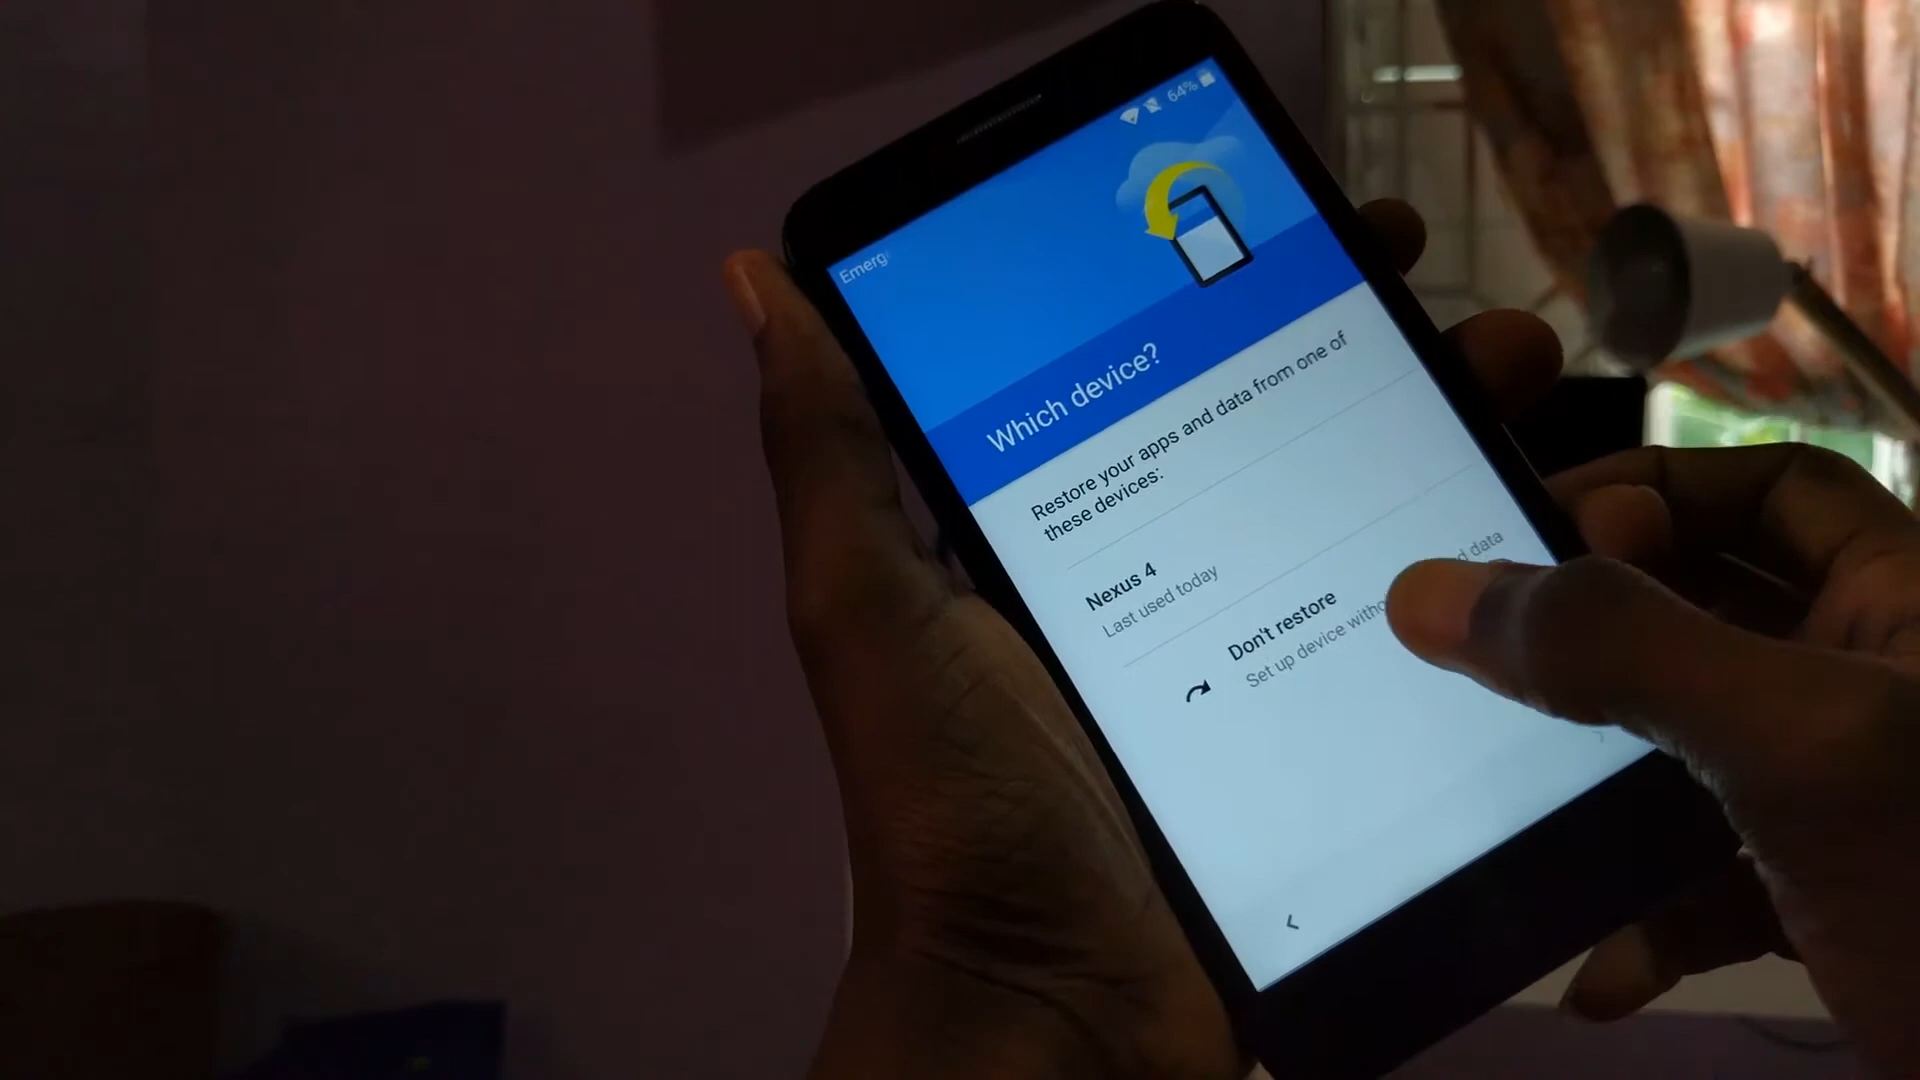 Emerg
64%
Which device?
Restore your apps and data from one of
these devices:
Nexus 4
Last used today
Don't restore
Set up device data